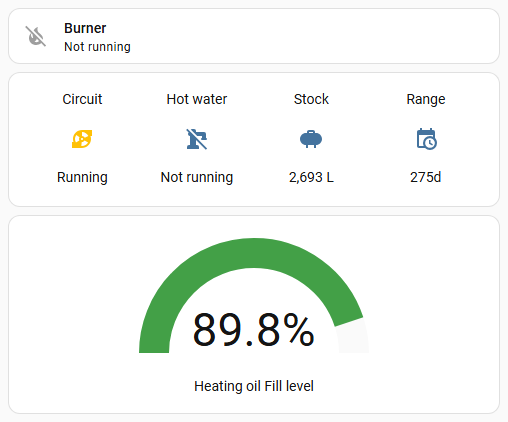 Burner
Not running
Circuit Hot water Stock Range
Running Not running 2,693 L 275d
89.8%
Heating oil Fill level